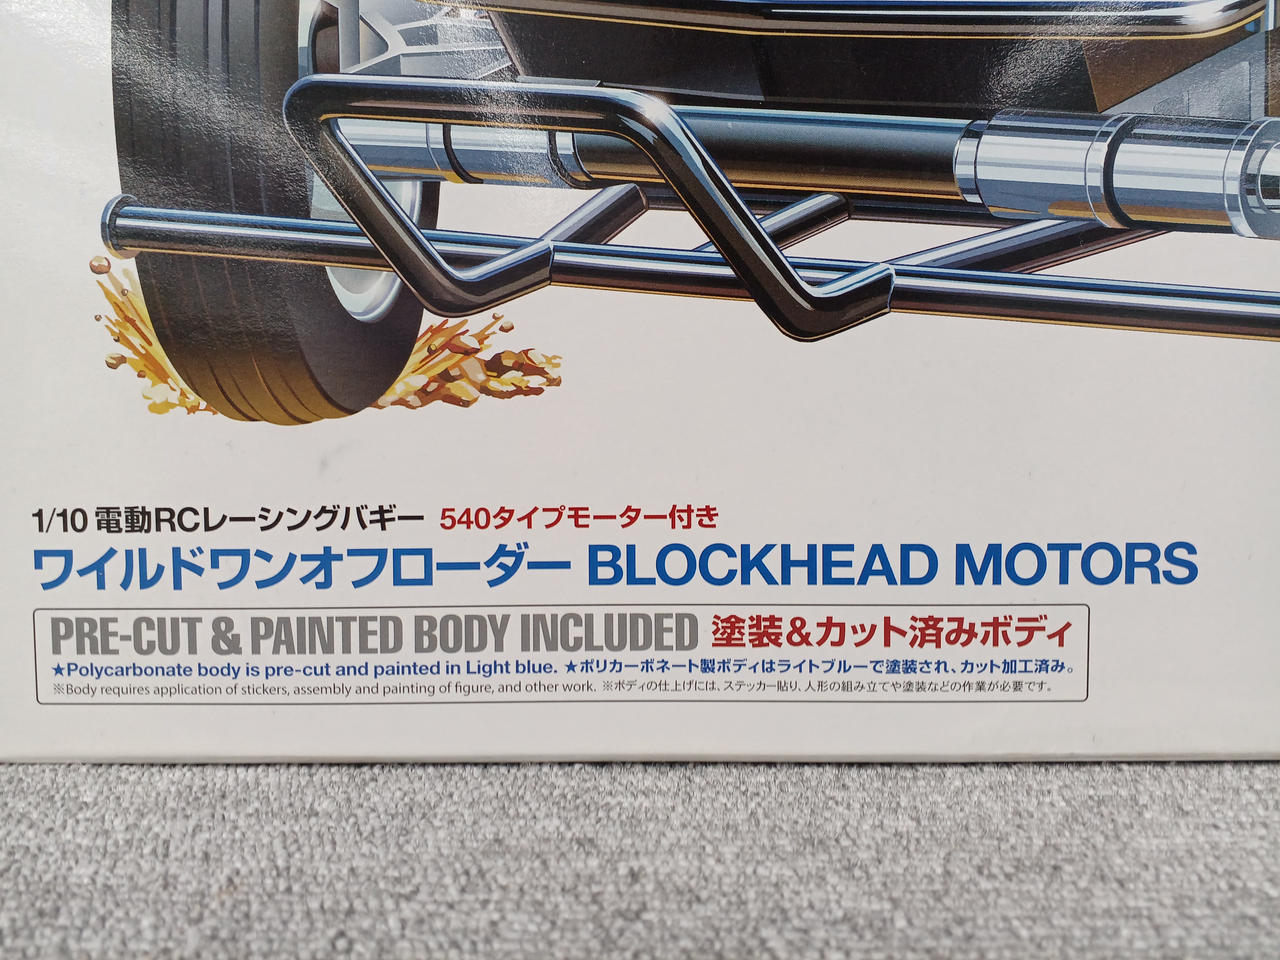 1/10 電動RCレーシングバギー 540タイプモーター付き
ワイルドワンオフローダー BLOCKHEAD MOTORS
PRE-CUT & PAINTED BODY INCLUDED 塗装&カット済みボディ
★Polycarbonate body is pre-cut and painted in Light blue. ★ポリカーボネート製ボディはライトブルーで塗装され、カット加工済み。
※Body requires application of stickers, assembly and painting of figure, and other work. ※ボディの仕上げには、ステッカー貼り、人形の組み立てや塗装などの作業が必要です。